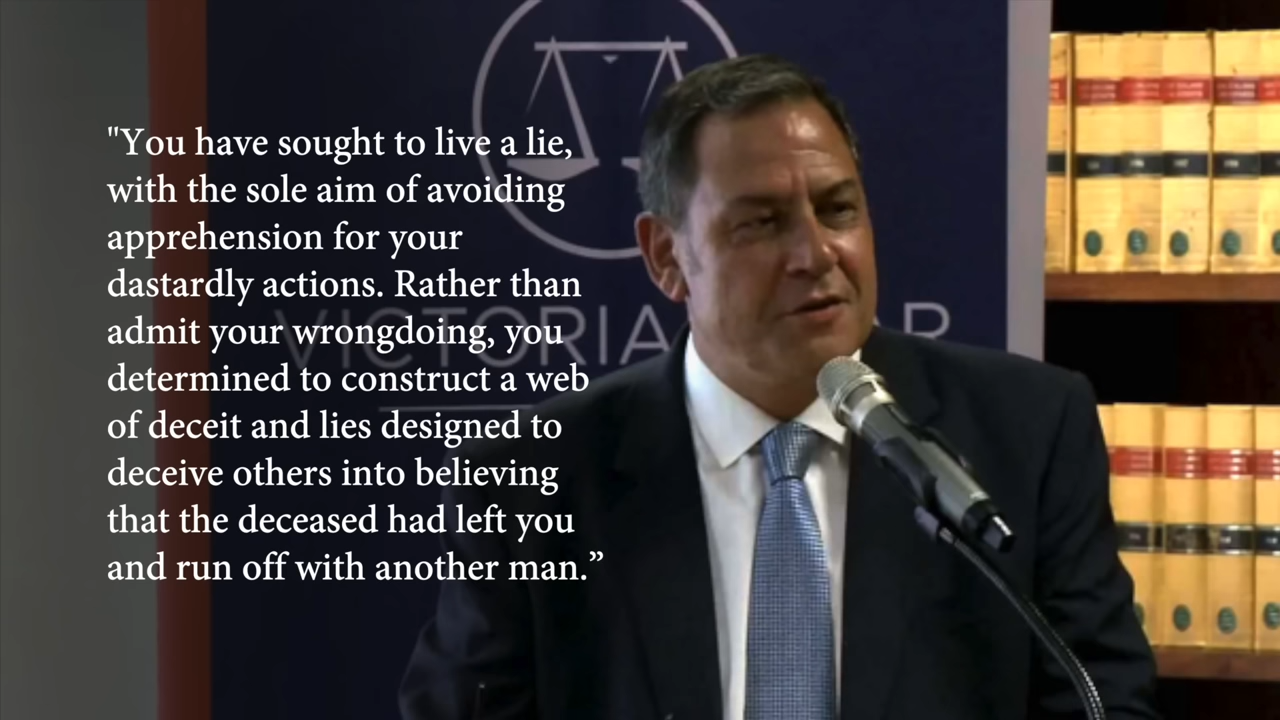 "You have sought to live a lie,
with the sole aim of avoiding
apprehension for your
dastardly actions. Rather than
admit your wrongdoing, you
determined to construct a web
of deceit and lies designed to
deceive others into believing
that the deceased had left you
and run off with another man.”
VICTORIA AR